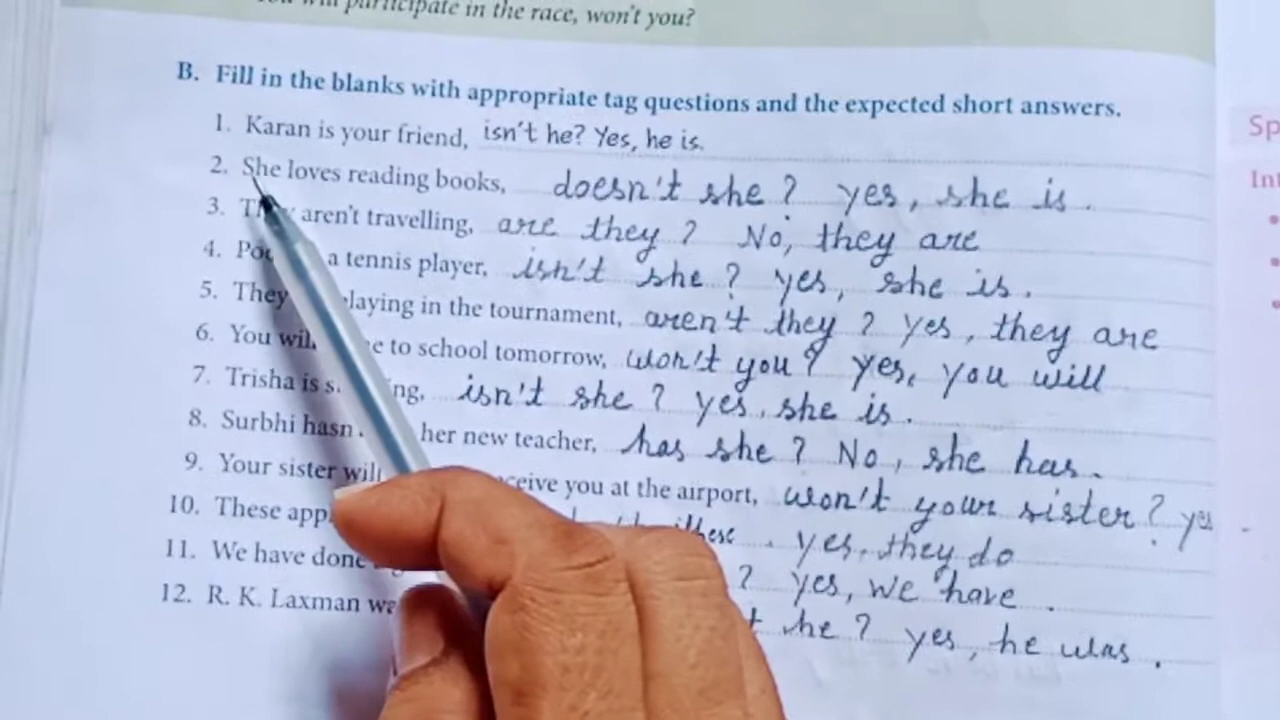 participate in the race, won't you?
B. Fill in the blanks with appropriate tag questions and the expected short answers.
1. Karan is your friend, isn't he? Yes, he is.
2. She loves reading books, doesn't she? yes, she is.
3. aren't travelling, are they? No, they are
4. a tennis player, isn't she? yes, she is.
5. They laying in the tournament, aren't they? Yes, they are
6. You to school tomorrow, won't you? yes, you will
7. Trisha is isn't she? yes, she is.
8. Surbhi her new teacher, has she? No, she has.
9. Your sister will you at the airport, won't your sister? yes
10. These yes, they do
11. We have done ? yes, we have.
12. R. K. Laxman he? yes, he was.
Sp
Int